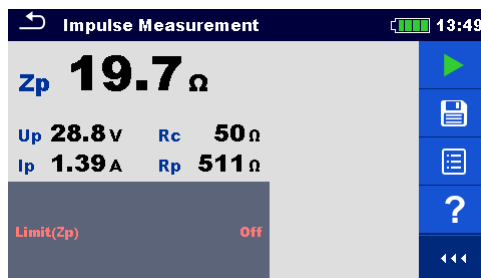 Impulse Measurement 13:49
Zp 19.7 Ω
Up 28.8 V Rc 50 Ω
Ip 1.39 A Rp 511 Ω
Limit(Zp) Off
?